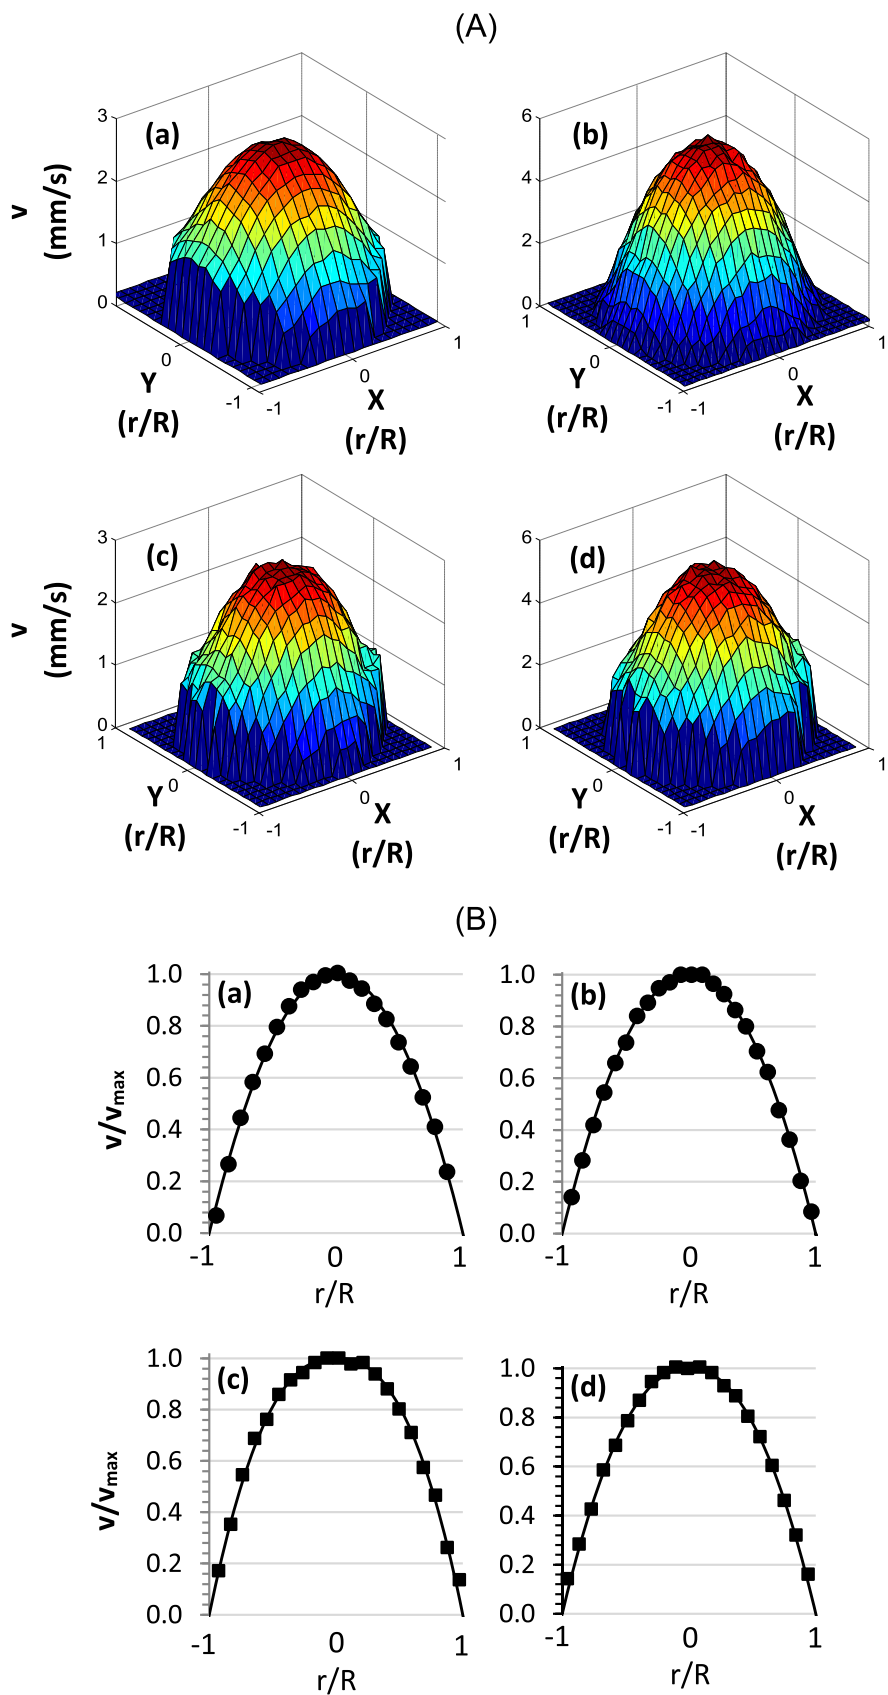 (A)
(a)
3
2
1
0
v
(mm/s)
0
-1
Y
(r/R)
-1
0
1
X
(r/R)
(b)
6
4
2
0
1
0
-1
Y
(r/R)
-1
0
1
X
(r/R)
(c)
3
2
1
0
v
(mm/s)
1
0
-1
Y
(r/R)
-1
0
1
X
(r/R)
(d)
6
4
2
0
1
0
-1
Y
(r/R)
-1
0
1
X
(r/R)
(B)
(a)
1.0
0.8
0.6
0.4
0.2
0.0
v/vmax
-1 0 1
r/R
(b)
1.0
0.8
0.6
0.4
0.2
0.0
-1 0 1
r/R
(c)
1.0
0.8
0.6
0.4
0.2
0.0
v/vmax
-1 0 1
r/R
(d)
1.0
0.8
0.6
0.4
0.2
0.0
-1 0 1
r/R